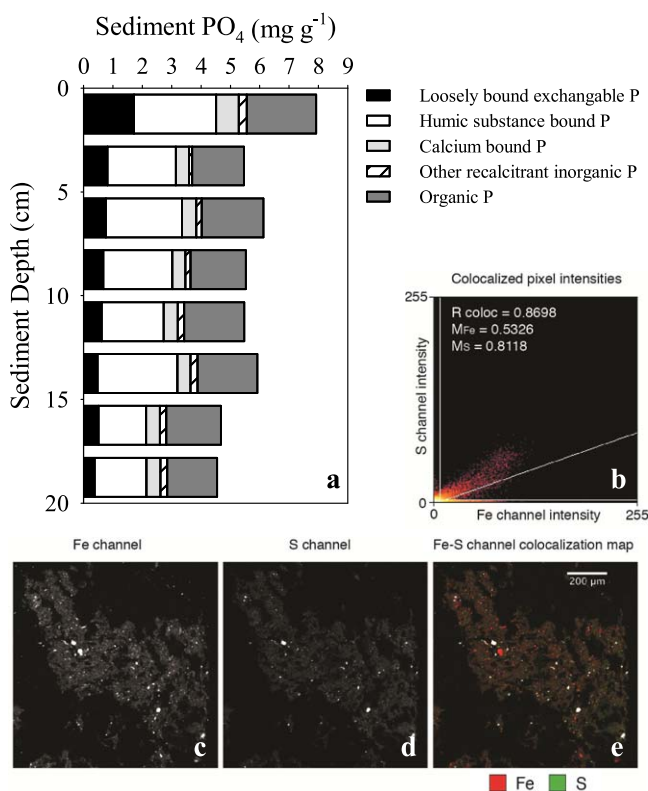 Sediment PO4 (mg g-1)
0 1 2 3 4 5 6 7 8 9
0
5
10
15
20
Sediment Depth (cm)
a
Loosely bound exchangable P
Humic substance bound P
Calcium bound P
Other recalcitrant inorganic P
Organic P
Colocalized pixel intensities
255
R coloc = 0.8698
MFe = 0.5326
MS = 0.8118
S channel intensity
b
0
0 Fe channel intensity 255
Fe channel
S channel
Fe-S channel colocalization map
200 µm
c
d
e
Fe S